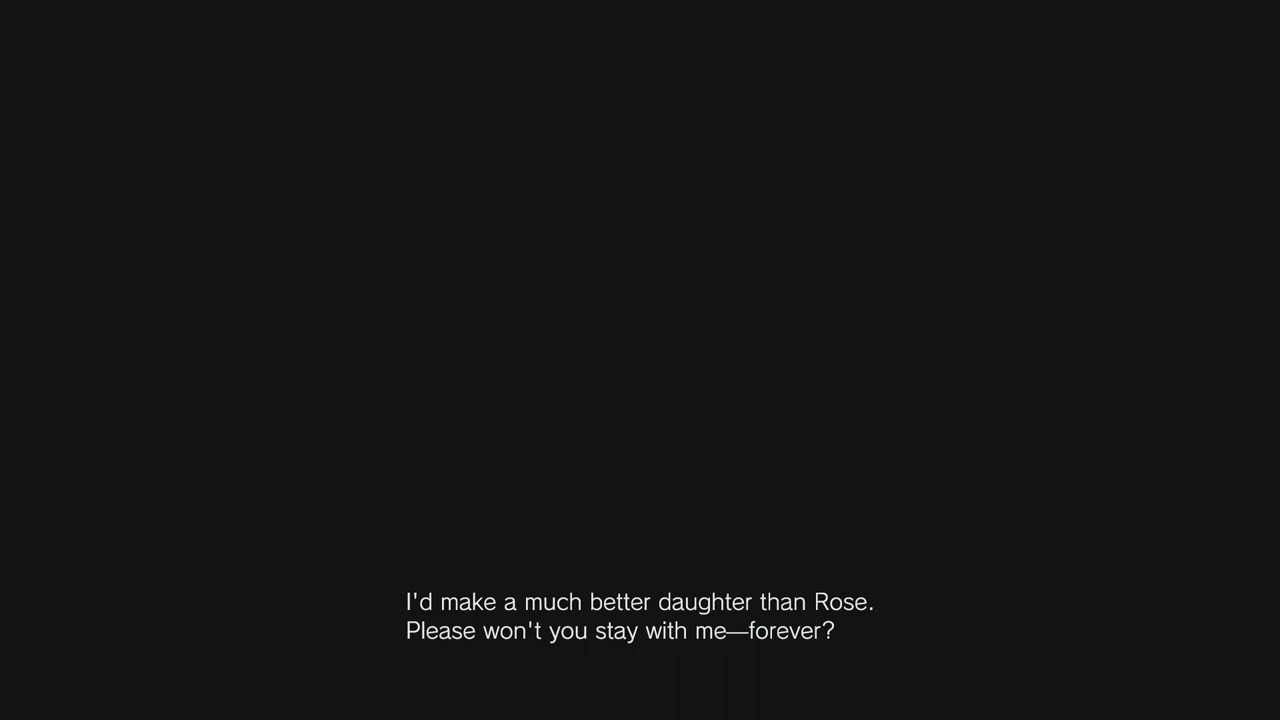 I'd make a much better daughter than Rose.
Please won't you stay with me—forever?